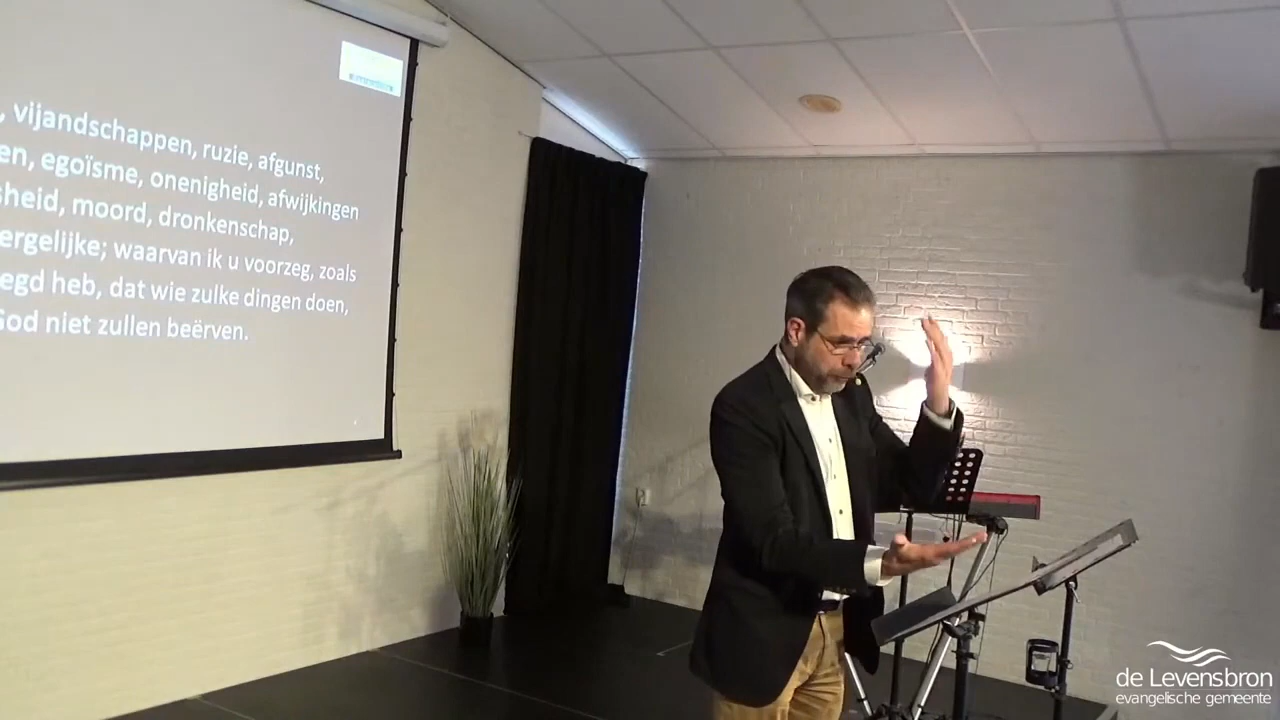 , vijandschappen, ruzie, afgunst,
en, egoïsme, onenigheid, afwijkingen
sheid, moord, dronkenschap,
ergelijke; waarvan ik u voorzeg, zoals
egd heb, dat wie zulke dingen doen,
God niet zullen beërven.
de Levensbron
evangelische gemeente